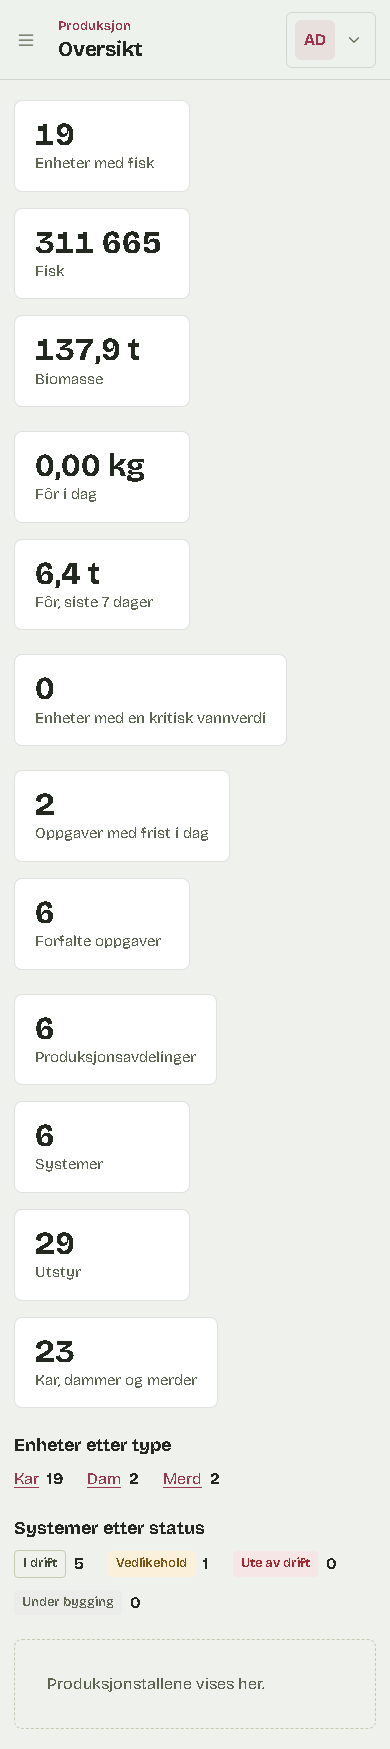 Produksjon
Oversikt
AD
19
Enheter med fisk
311 665
Fisk
137,9 t
Biomasse
0,00 kg
Fôr i dag
6,4 t
Fôr, siste 7 dager
0
Enheter med en kritisk vannverdi
2
Oppgaver med frist i dag
6
Forfalte oppgaver
6
Produksjonsavdelinger
6
Systemer
29
Utstyr
23
Kar, dammer og merder
Enheter etter type
Kar 19 Dam 2 Merd 2
Systemer etter status
I drift 5 Vedlikehold 1 Ute av drift 0
Under bygging 0
Produksjonstallene vises her.